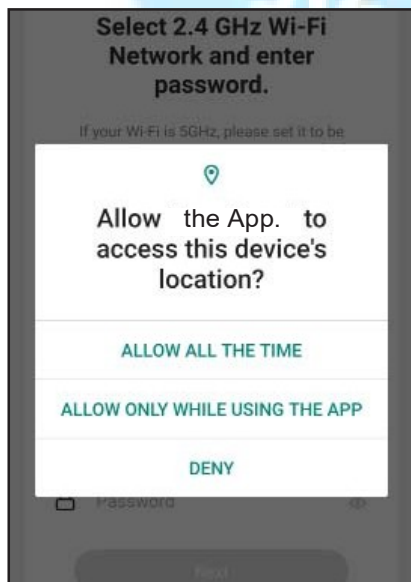 Select 2.4 GHz Wi-Fi
Network and enter
password.
If your Wi-Fi is 5GHz, please set it to be
Allow the App. to
access this device's
location?
ALLOW ALL THE TIME
ALLOW ONLY WHILE USING THE APP
DENY
Password
Next